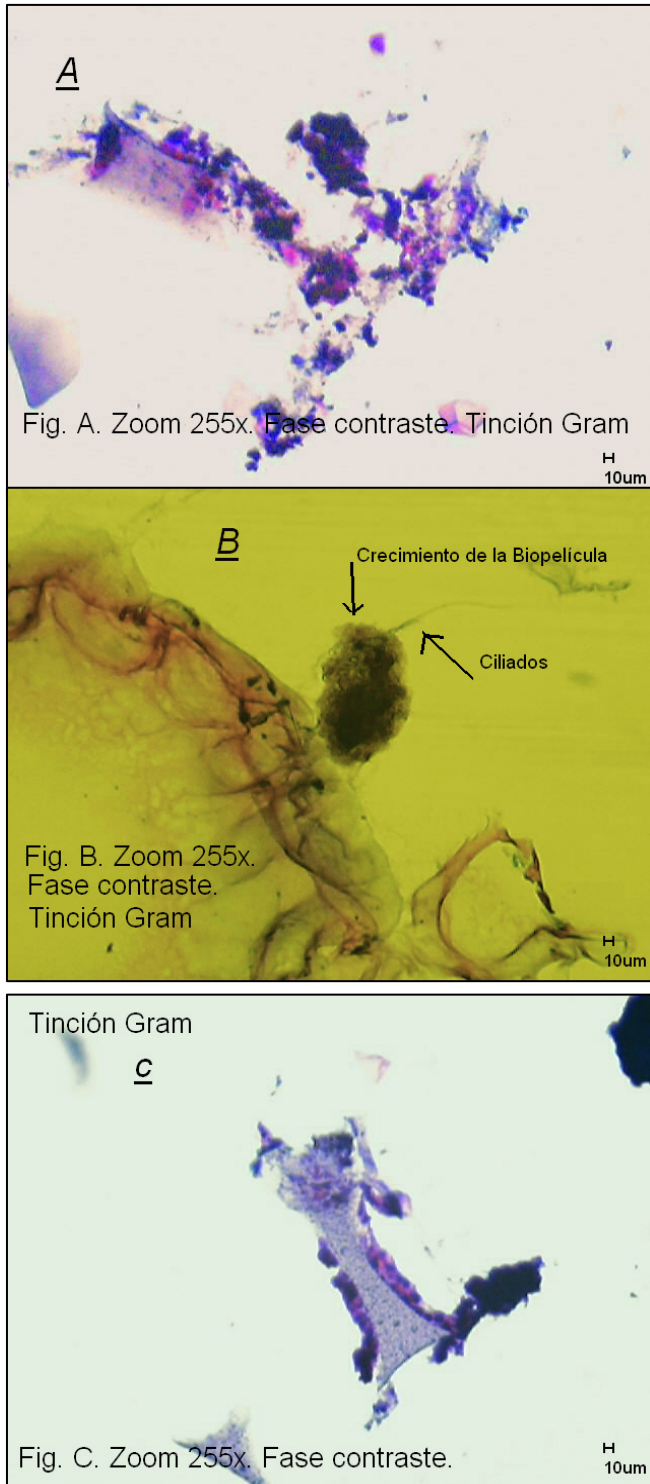 A
Fig. A. Zoom 255x. Fase contraste. Tinción Gram
10um
B
Crecimiento de la Biopelícula
Ciliados
Fig. B. Zoom 255x.
Fase contraste.
Tinción Gram
10um
Tinción Gram
c
Fig. C. Zoom 255x. Fase contraste.
10um